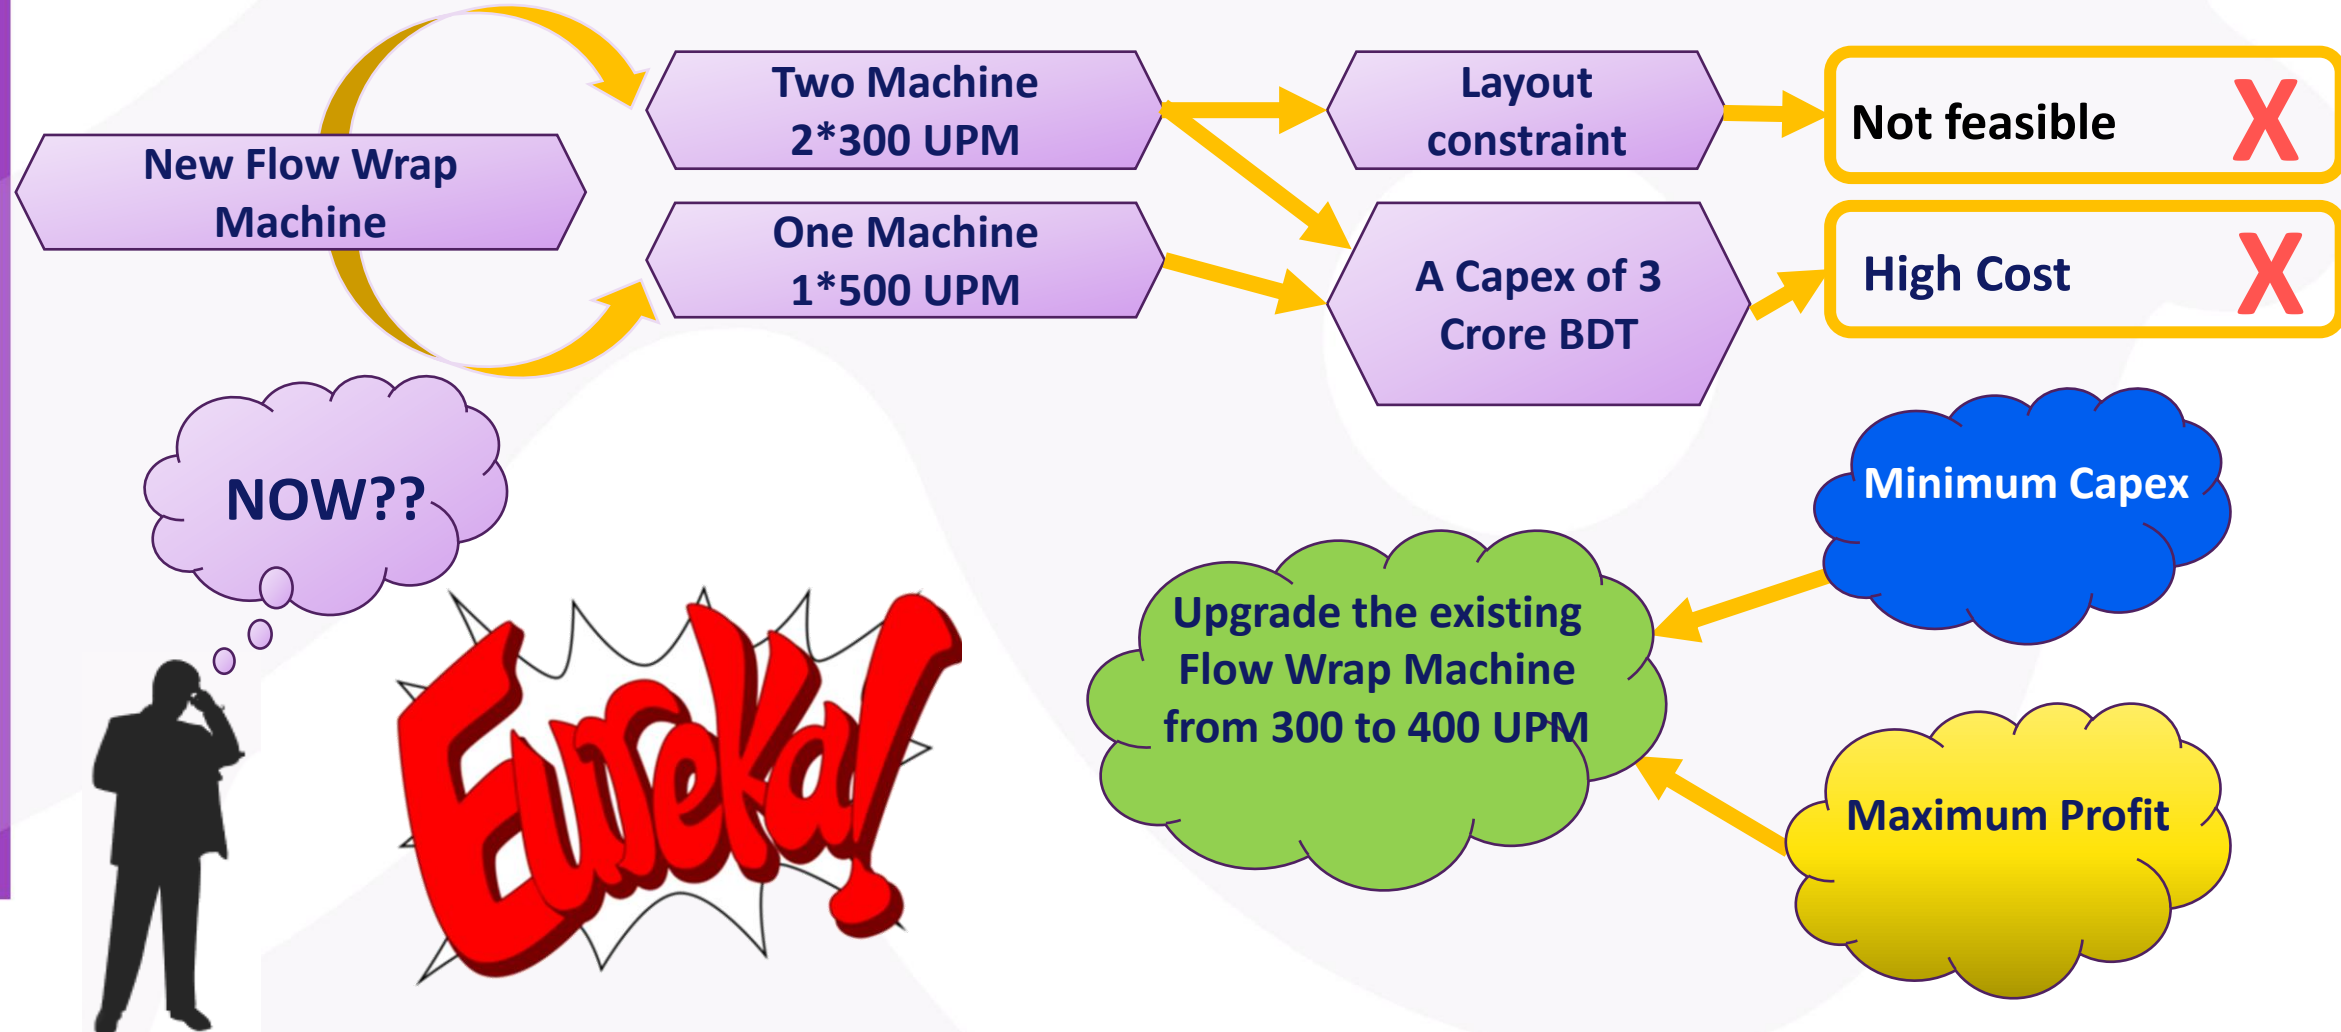 New Flow Wrap
Machine
Two Machine
2*300 UPM
Layout
constraint
Not feasible X
One Machine
1*500 UPM
A Capex of 3
Crore BDT
High Cost X
NOW??
Eureka!
Upgrade the existing
Flow Wrap Machine
from 300 to 400 UPM
Minimum Capex
Maximum Profit